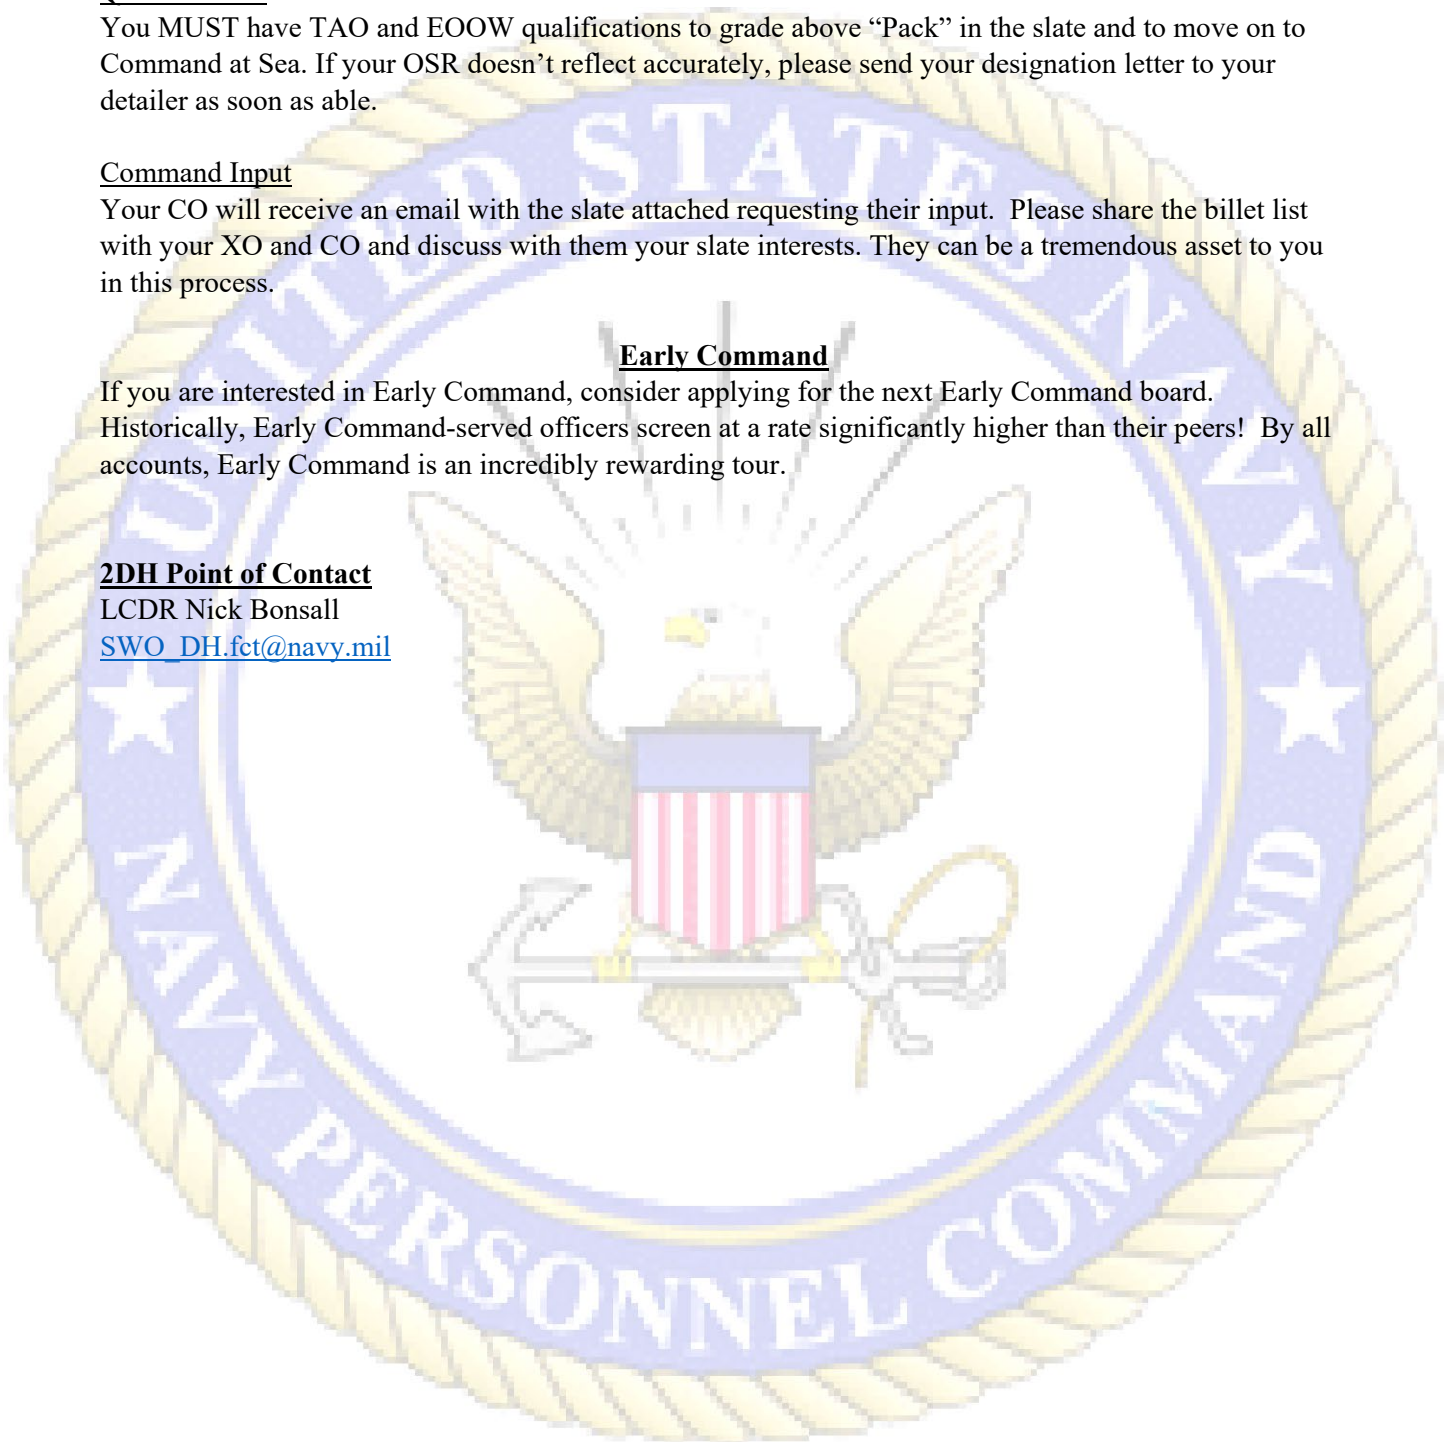 You MUST have TAO and EOOW qualifications to grade above “Pack” in the slate and to move on to
Command at Sea. If your OSR doesn’t reflect accurately, please send your designation letter to your
detailer as soon as able.
Command Input
Your CO will receive an email with the slate attached requesting their input.  Please share the billet list
with your XO and CO and discuss with them your slate interests. They can be a tremendous asset to you
in this process.
Early Command
If you are interested in Early Command, consider applying for the next Early Command board.
Historically, Early Command-served officers screen at a rate significantly higher than their peers!  By all
accounts, Early Command is an incredibly rewarding tour.
2DH Point of Contact
LCDR Nick Bonsall
SWO_DH.fct@navy.mil
UNITED STATES NAVY
NAVY PERSONNEL COMMAND